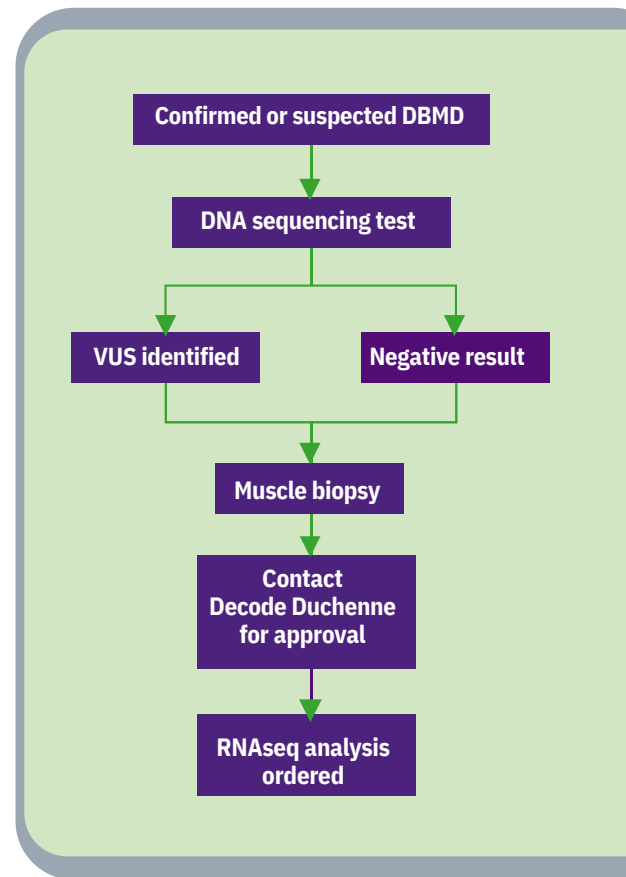 Confirmed or suspected DBMD
DNA sequencing test
VUS identified
Negative result
Muscle biopsy
Contact
Decode Duchenne
for approval
RNAseq analysis
ordered